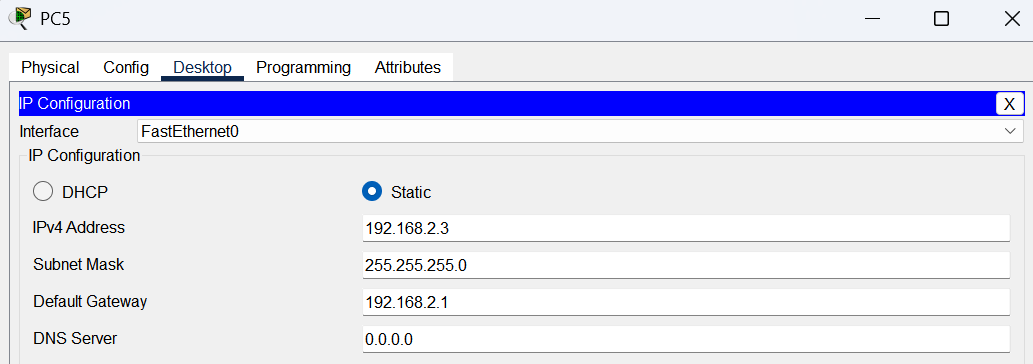 PC5
Physical Config Desktop Programming Attributes
IP Configuration X
Interface FastEthernet0
IP Configuration
DHCP Static
IPv4 Address 192.168.2.3
Subnet Mask 255.255.255.0
Default Gateway 192.168.2.1
DNS Server 0.0.0.0